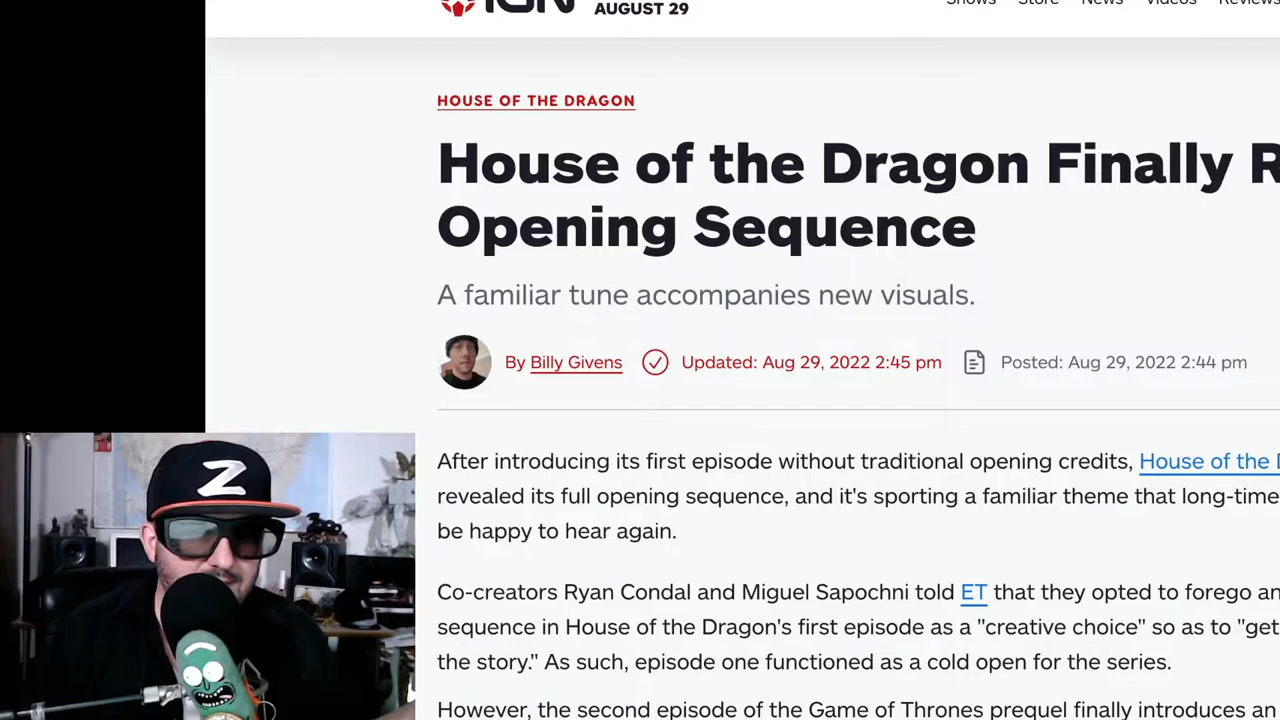 IGN
AUGUST 29
Shows Store News Videos Reviews
HOUSE OF THE DRAGON
House of the Dragon Finally R
Opening Sequence
A familiar tune accompanies new visuals.
By Billy Givens Updated: Aug 29, 2022 2:45 pm Posted: Aug 29, 2022 2:44 pm
After introducing its first episode without traditional opening credits, House of the D
revealed its full opening sequence, and it's sporting a familiar theme that long-time
be happy to hear again.
Co-creators Ryan Condal and Miguel Sapochni told ET that they opted to forego an
sequence in House of the Dragon's first episode as a "creative choice" so as to "get
the story." As such, episode one functioned as a cold open for the series.
However, the second episode of the Game of Thrones prequel finally introduces an
Z